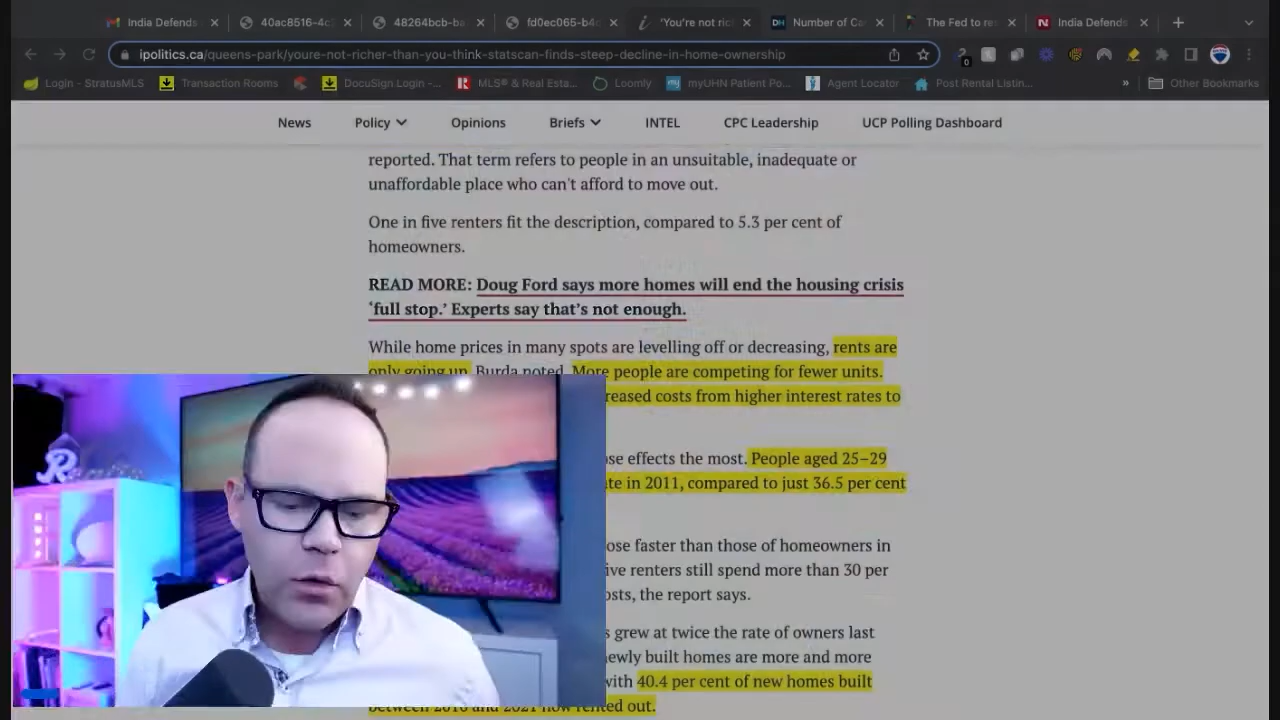 India Defends
40ac8516-4c
48264bcb-ba
fd0ec065-b4c
'You're not ric
Number of Ca
The Fed to re
India Defends
ipolitics.ca/queens-park/youre-not-richer-than-you-think-statscan-finds-steep-decline-in-home-ownership
0
Login - StratusMLS
Transaction Rooms
DocuSign Login -...
MLS® & Real Esta...
Loomly
myUHN Patient Po...
Agent Locator
Post Rental Listin...
»
Other Bookmarks
News
Policy
Opinions
Briefs
INTEL
CPC Leadership
UCP Polling Dashboard
reported. That term refers to people in an unsuitable, inadequate or
unaffordable place who can't afford to move out.
One in five renters fit the description, compared to 5.3 per cent of
homeowners.
READ MORE: Doug Ford says more homes will end the housing crisis
'full stop.' Experts say that's not enough.
While home prices in many spots are levelling off or decreasing, rents are
only going up, Burda noted. More people are competing for fewer units.
reased costs from higher interest rates to
se effects the most. People aged 25–29
te in 2011, compared to just 36.5 per cent
ose faster than those of homeowners in
ive renters still spend more than 30 per
osts, the report says.
s grew at twice the rate of owners last
newly built homes are more and more
with 40.4 per cent of new homes built
between 2016 and 2021 now rented out.